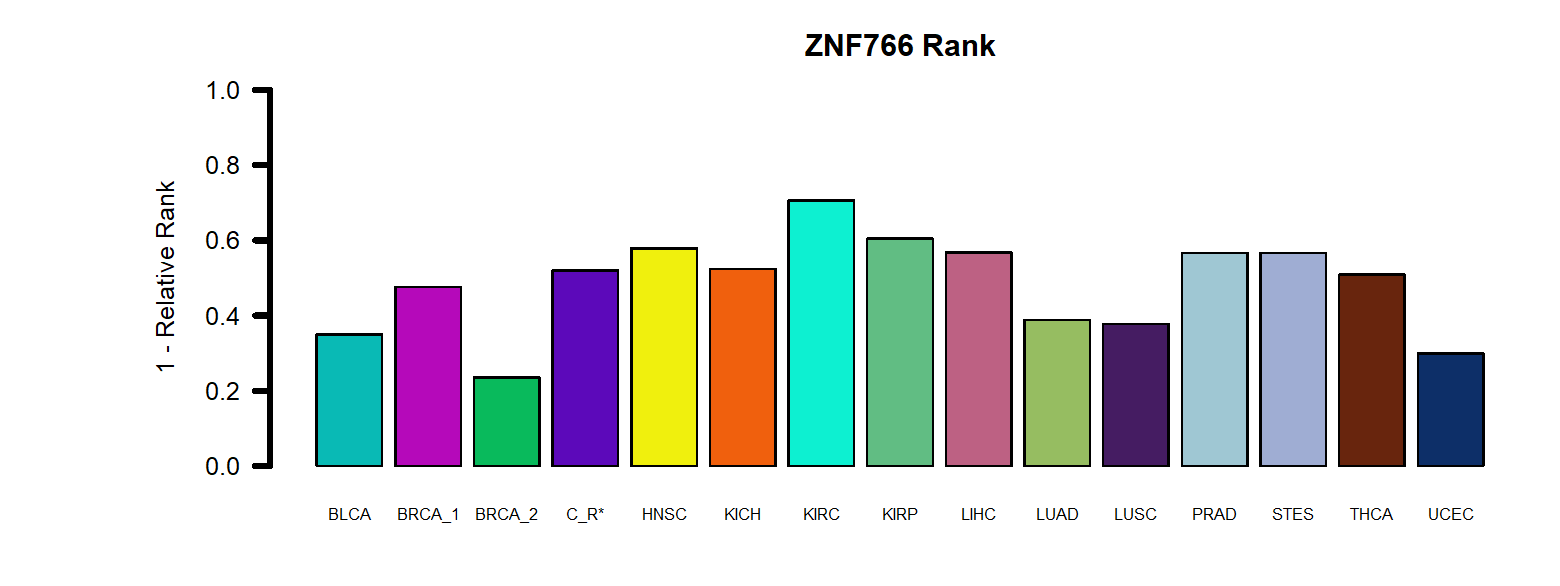 ZNF766 Rank
1 - Relative Rank
1.0
0.8
0.6
0.4
0.2
0.0
BLCA BRCA_1 BRCA_2 C_R* HNSC KICH KIRC KIRP LIHC LUAD LUSC PRAD STES THCA UCEC